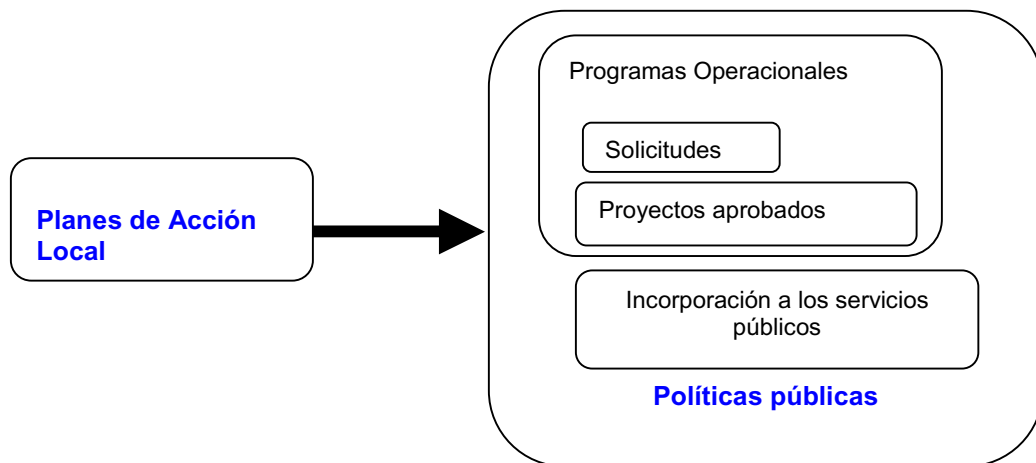 Planes de Acción
Local
Programas Operacionales
Solicitudes
Proyectos aprobados
Incorporación a los servicios
públicos
Políticas públicas